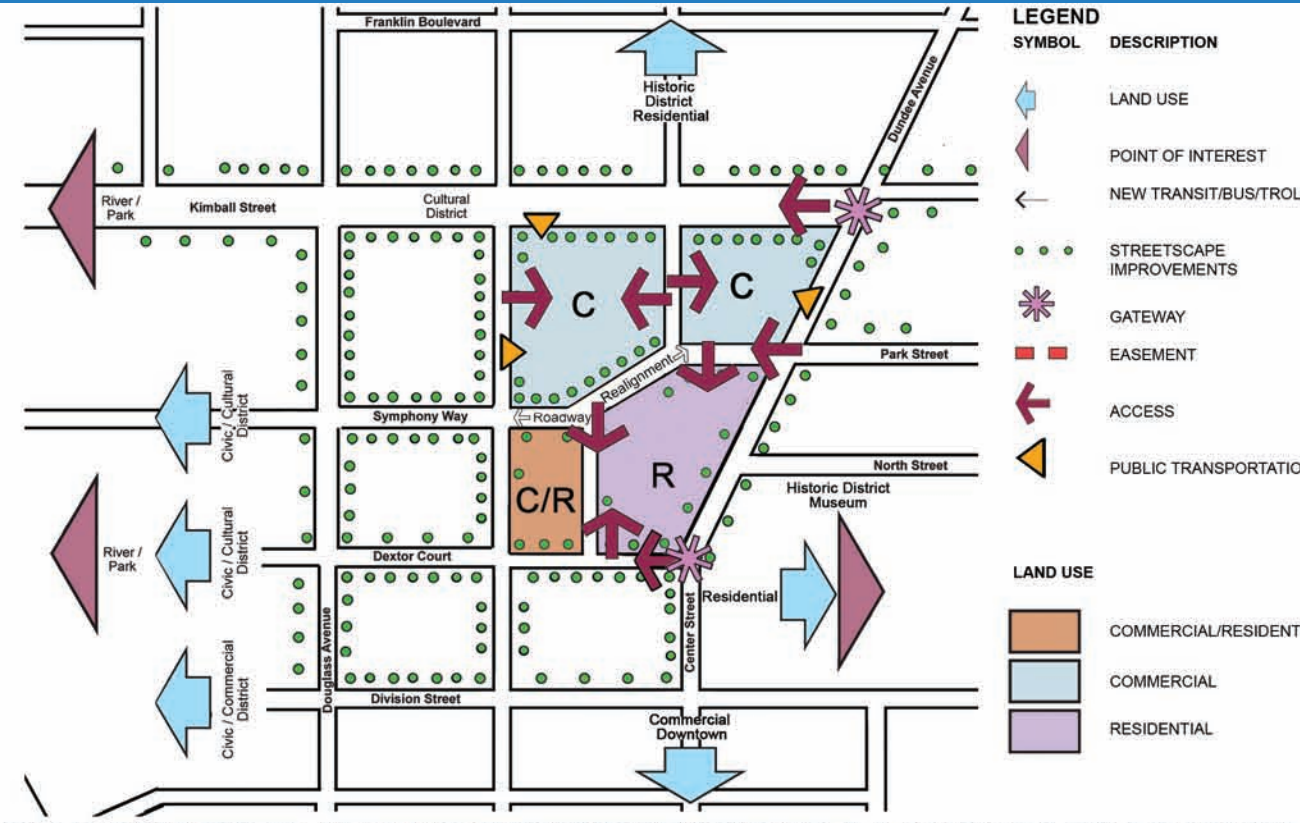 Franklin Boulevard
Historic
District
Residential
Dundee Avenue
River /
Park
Kimball Street
Cultural
District
C
C
Park Street
Realignment
Roadway
Symphony Way
Civic / Cultural
District
R
C/R
North Street
Historic District
Museum
River /
Park
Civic / Cultural
District
Dextor Court
Residential
Center Street
Douglass Avenue
Civic / Commercial
District
Division Street
Commercial
Downtown
LEGEND
SYMBOL DESCRIPTION
LAND USE
POINT OF INTEREST
NEW TRANSIT/BUS/TROL
STREETSCAPE
IMPROVEMENTS
GATEWAY
EASEMENT
ACCESS
PUBLIC TRANSPORTATIO
LAND USE
COMMERCIAL/RESIDENT
COMMERCIAL
RESIDENTIAL